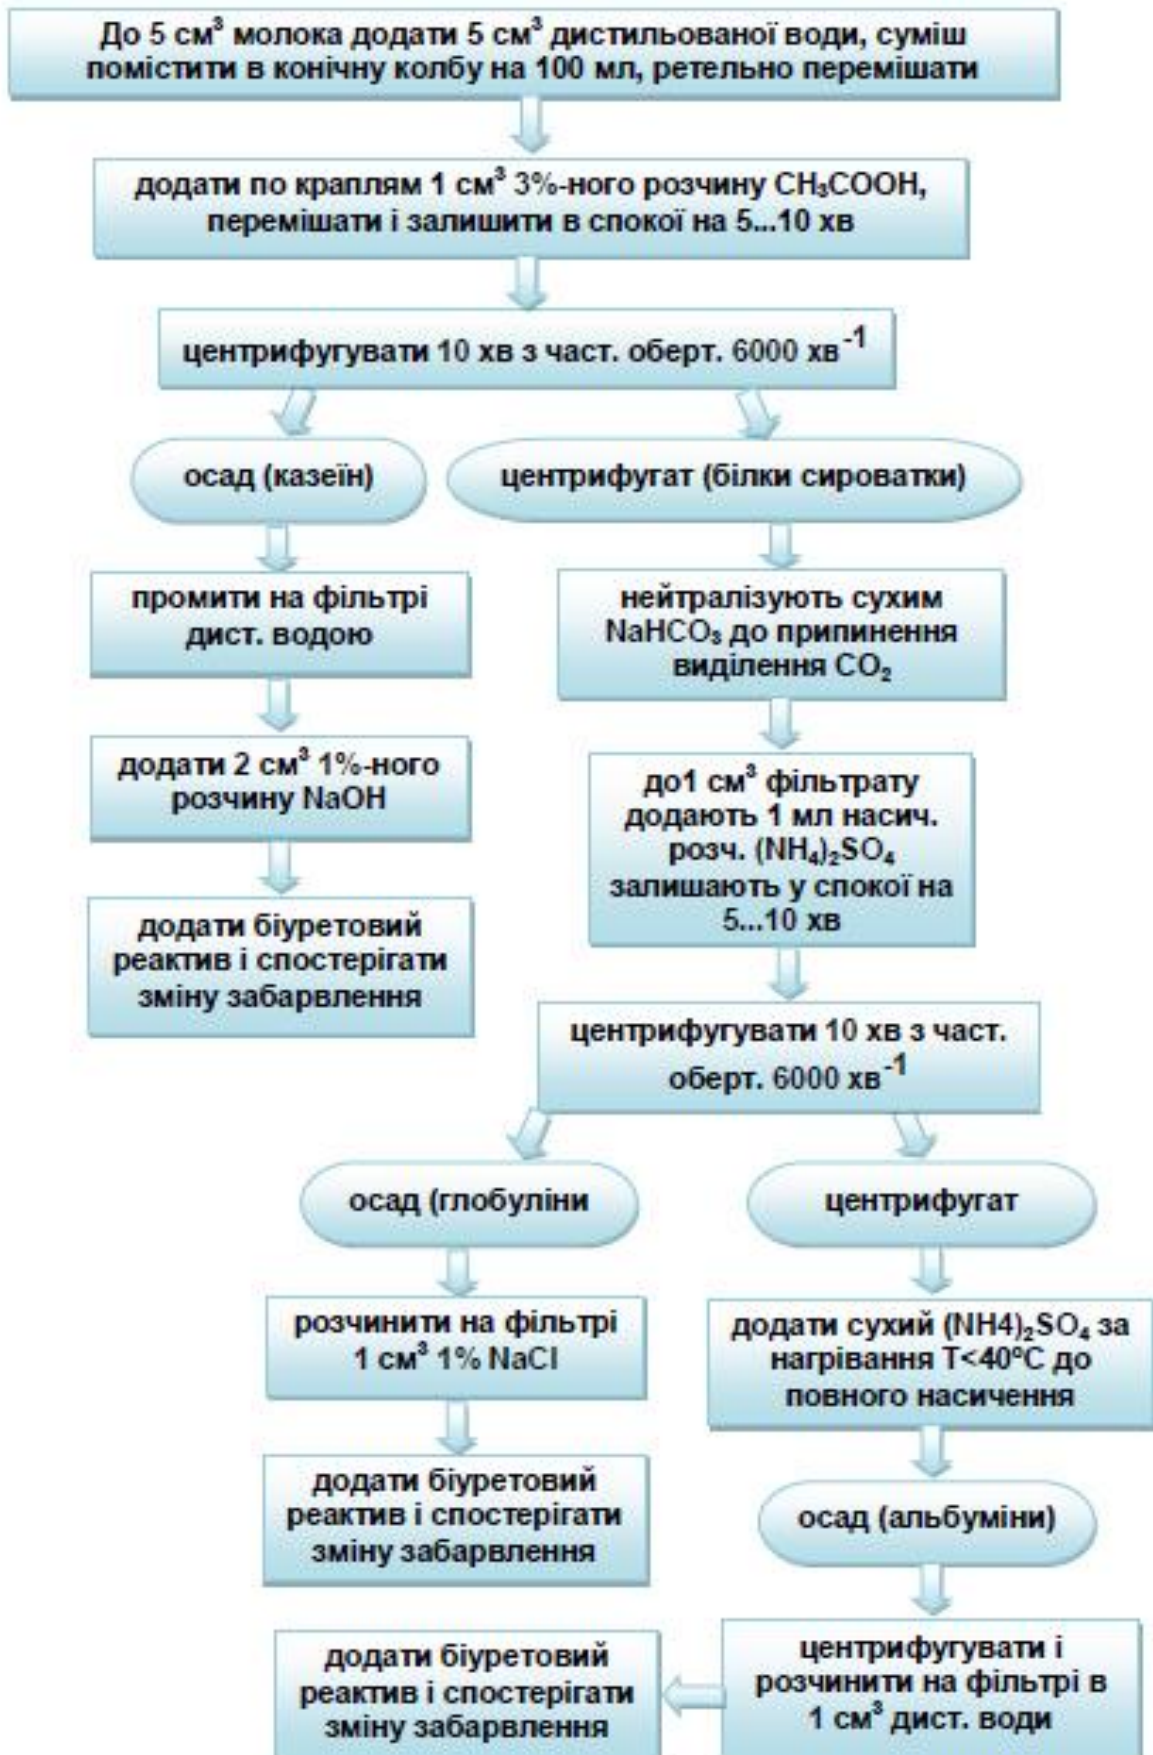 До 5 см³ молока додати 5 см³ дистильованої води, суміш
помістити в конічну колбу на 100 мл, ретельно перемішати
додати по краплям 1 см³ 3%-ного розчину CH₃COOH,
перемішати і залишити в спокої на 5...10 хв
центрифугувати 10 хв з част. оберт. 6000 хв⁻¹
осад (казеїн)
центрифугат (білки сироватки)
промити на фільтрі
дист. водою
додати 2 см³ 1%-ного
розчину NaOH
додати біуретовий
реактив і спостерігати
зміну забарвлення
нейтралізують сухим
NaHCO₃ до припинення
виділення CO₂
до1 см³ фільтрату
додають 1 мл насич.
розч. (NH₄)₂SO₄
залишають у спокої на
5...10 хв
центрифугувати 10 хв з част.
оберт. 6000 хв⁻¹
осад (глобуліни
центрифугат
розчинити на фільтрі
1 см³ 1% NaCl
додати біуретовий
реактив і спостерігати
зміну забарвлення
додати сухий (NH4)₂SO₄ за
нагрівання T<40ºC до
повного насичення
осад (альбуміни)
центрифугувати і
розчинити на фільтрі в
1 см³ дист. води
додати біуретовий
реактив і спостерігати
зміну забарвлення